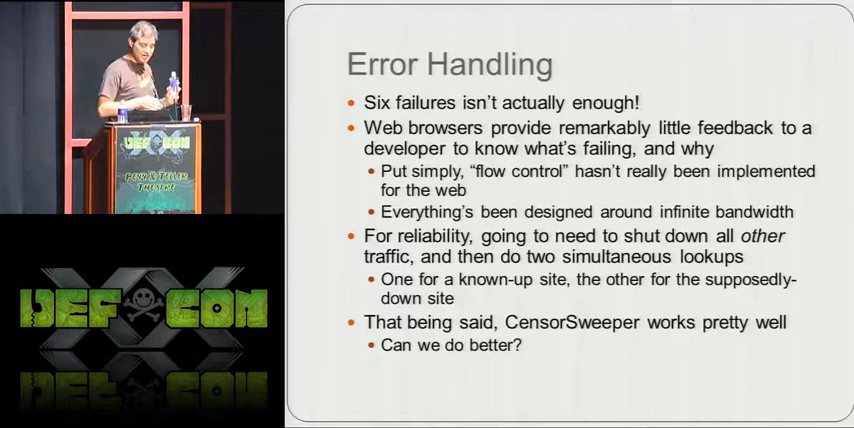 DEF CON
PENN & TELLER
THEATRE
DEF CON
Error Handling
• Six failures isn't actually enough!
• Web browsers provide remarkably little feedback to a
developer to know what's failing, and why
• Put simply, “flow control” hasn't really been implemented
for the web
• Everything's been designed around infinite bandwidth
• For reliability, going to need to shut down all other
traffic, and then do two simultaneous lookups
• One for a known-up site, the other for the supposedly-
down site
• That being said, CensorSweeper works pretty well
• Can we do better?